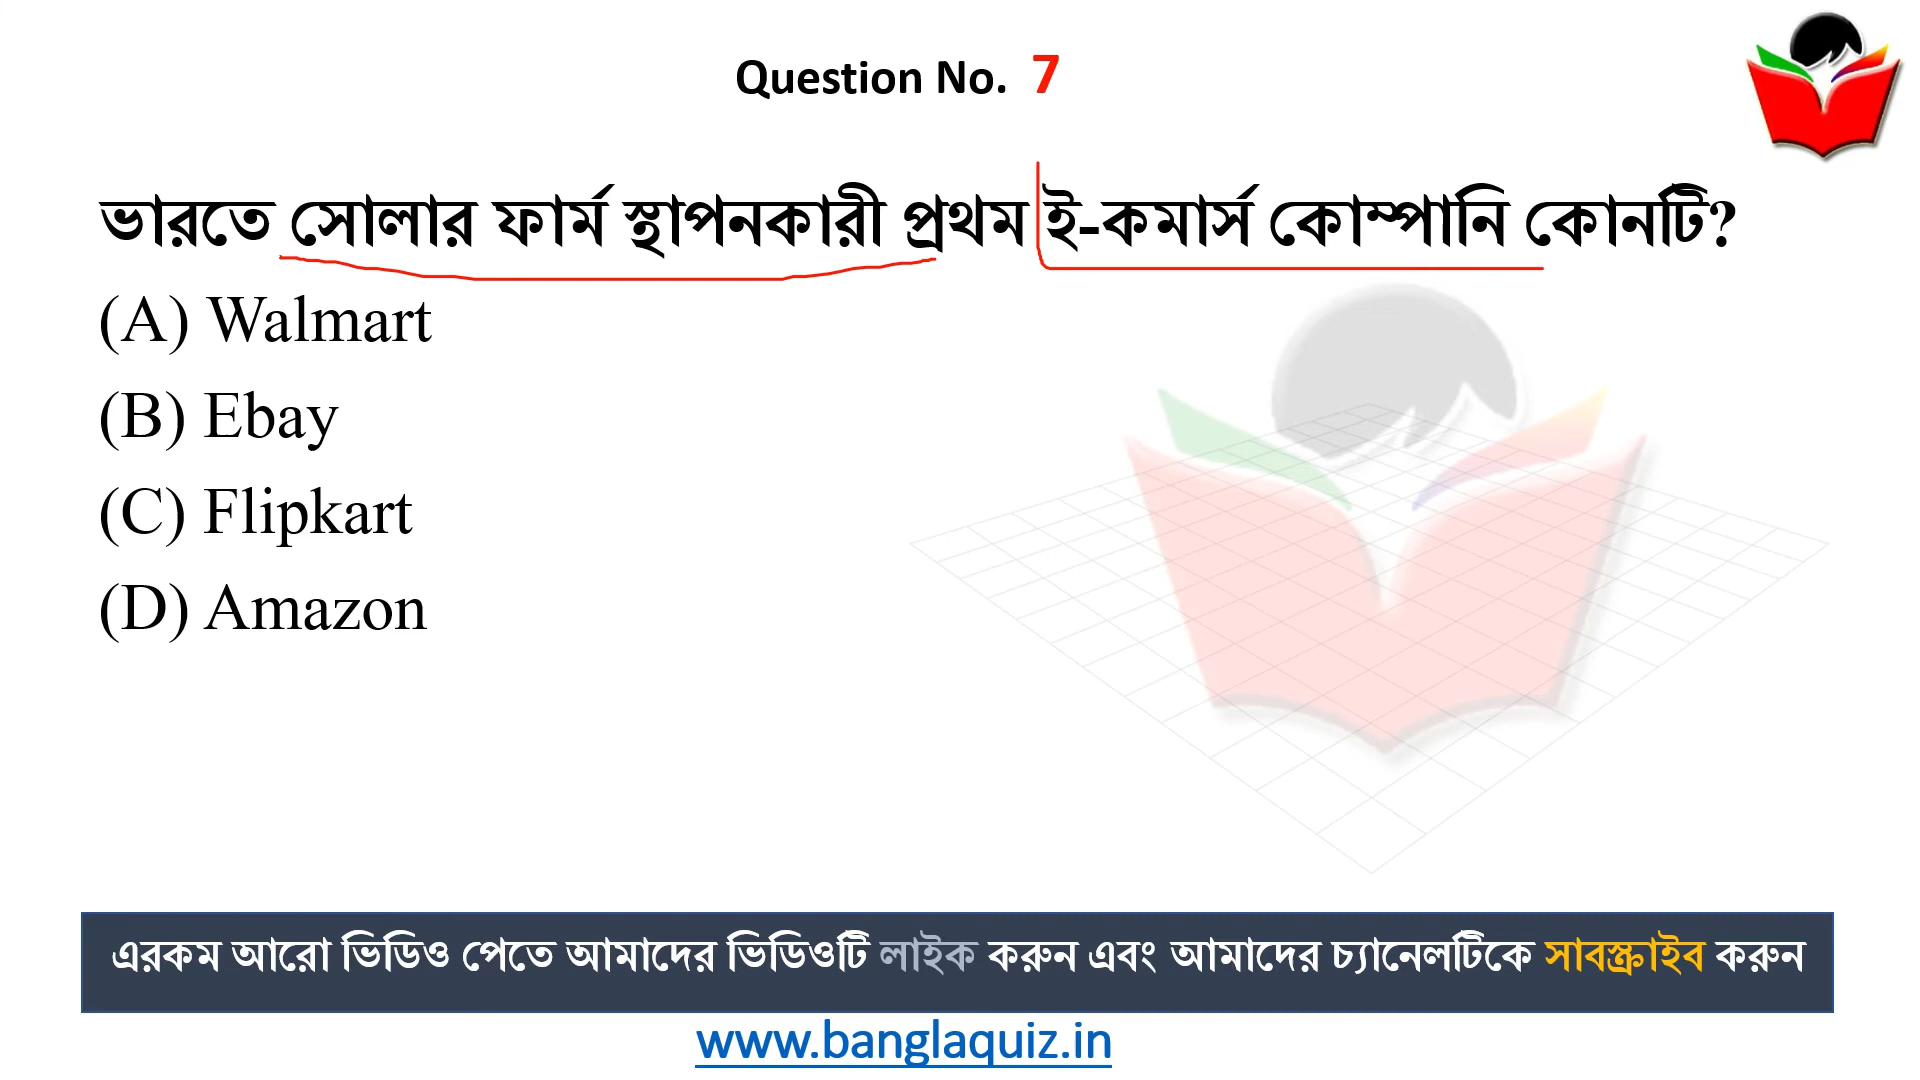 Question No. 7
ভারতে সোলার ফার্ম স্থাপনকারী প্রথম ই-কমার্স কোম্পানি কোনটি?
(A) Walmart
(B) Ebay
(C) Flipkart
(D) Amazon
এরকম আরো ভিডিও পেতে আমাদের ভিডিওটি লাইক করুন এবং আমাদের চ্যানেলটিকে সাবস্ক্রাইব করুন
www.banglaquiz.in